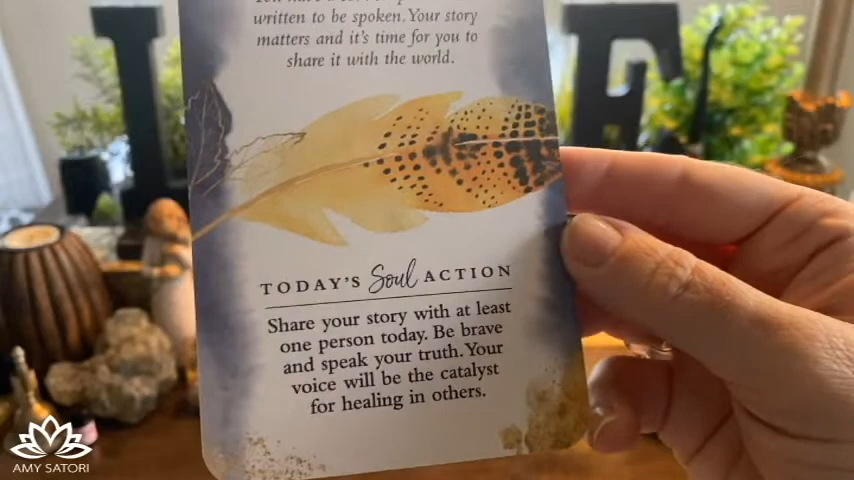 written to be spoken. Your story
matters and it's time for you to
share it with the world.
TODAY'S Soul ACTION
Share your story with at least
one person today. Be brave
and speak your truth. Your
voice will be the catalyst
for healing in others.
AMY SATORI